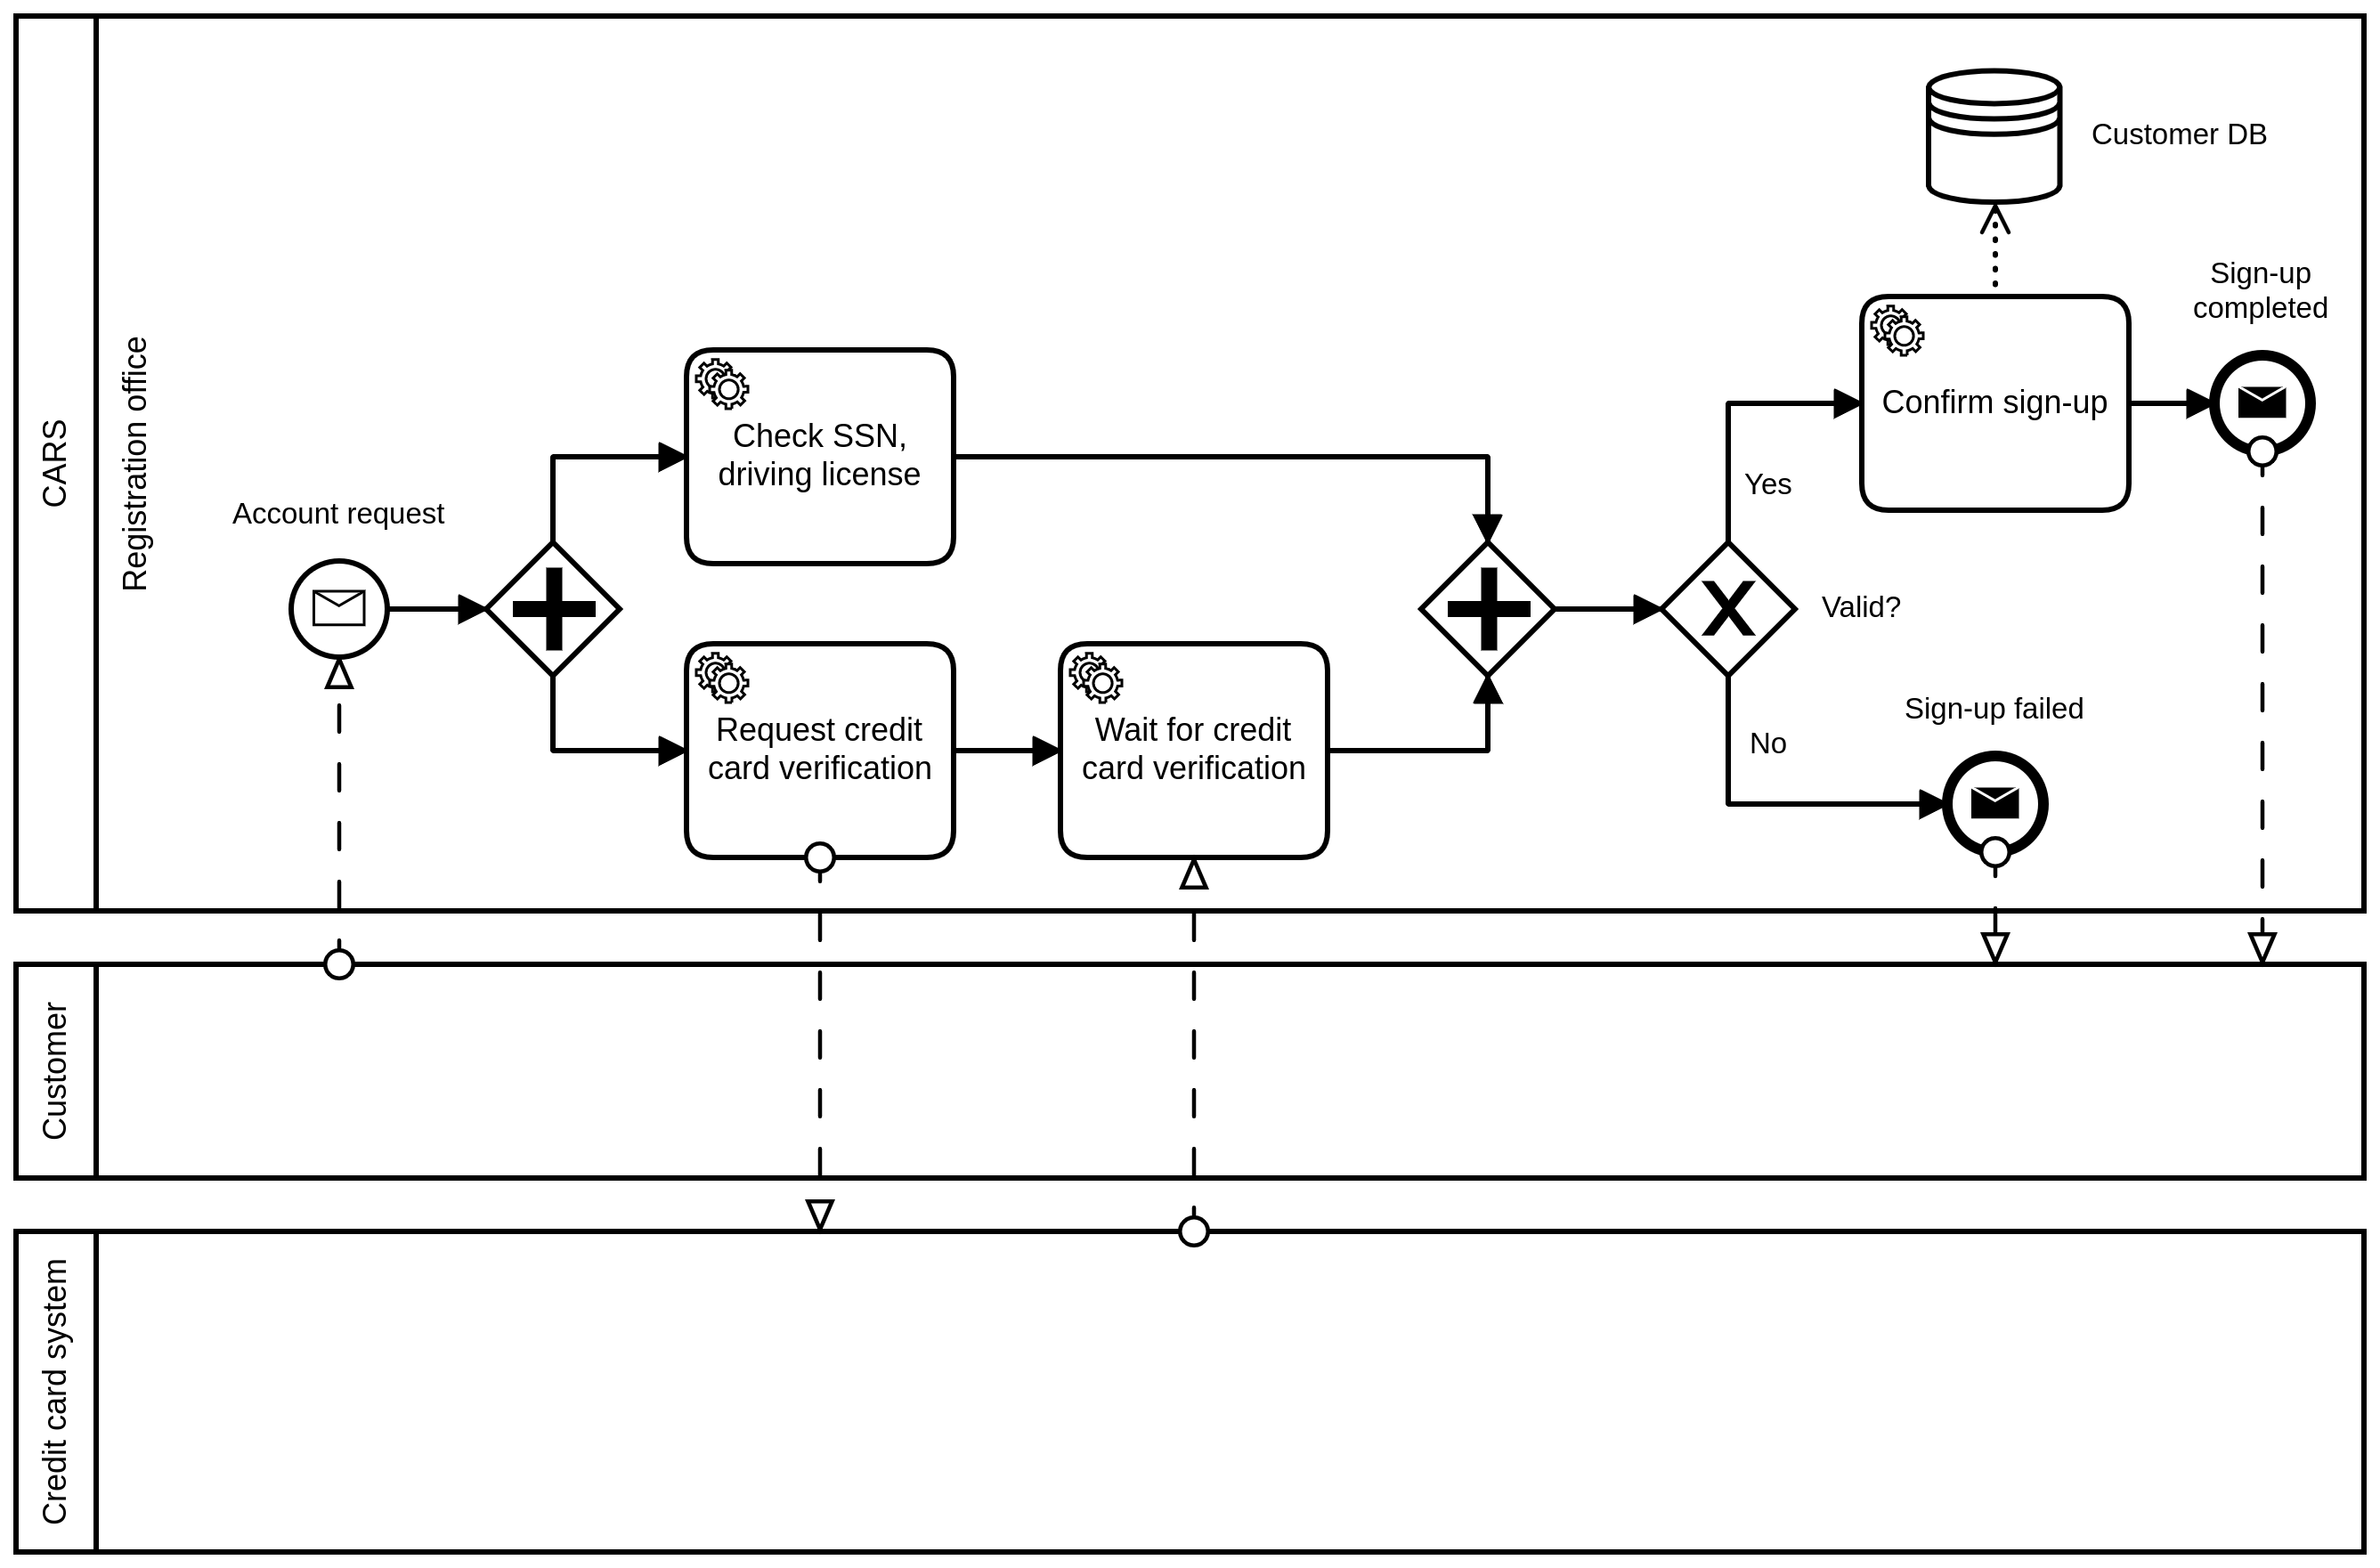 CARS
Registration office
Account request
Check SSN,
driving license
Request credit
card verification
Wait for credit
card verification
Yes
Valid?
No
Customer DB
Confirm sign-up
Sign-up
completed
Sign-up failed
Customer
Credit card system